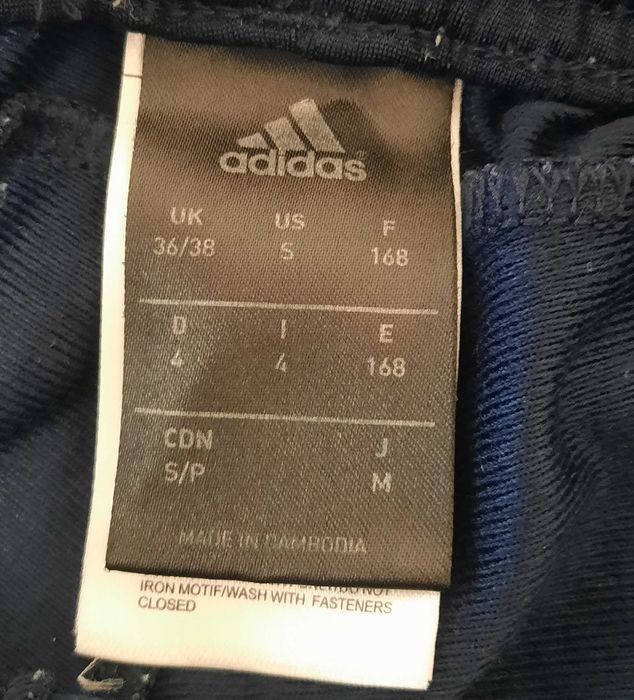 adidas
UK US F
36/38 S 168
D I E
4 4 168
CDN J
S/P M
MADE IN CAMBODIA
IRON MOTIF/WASH WITH FASTENERS
CLOSED